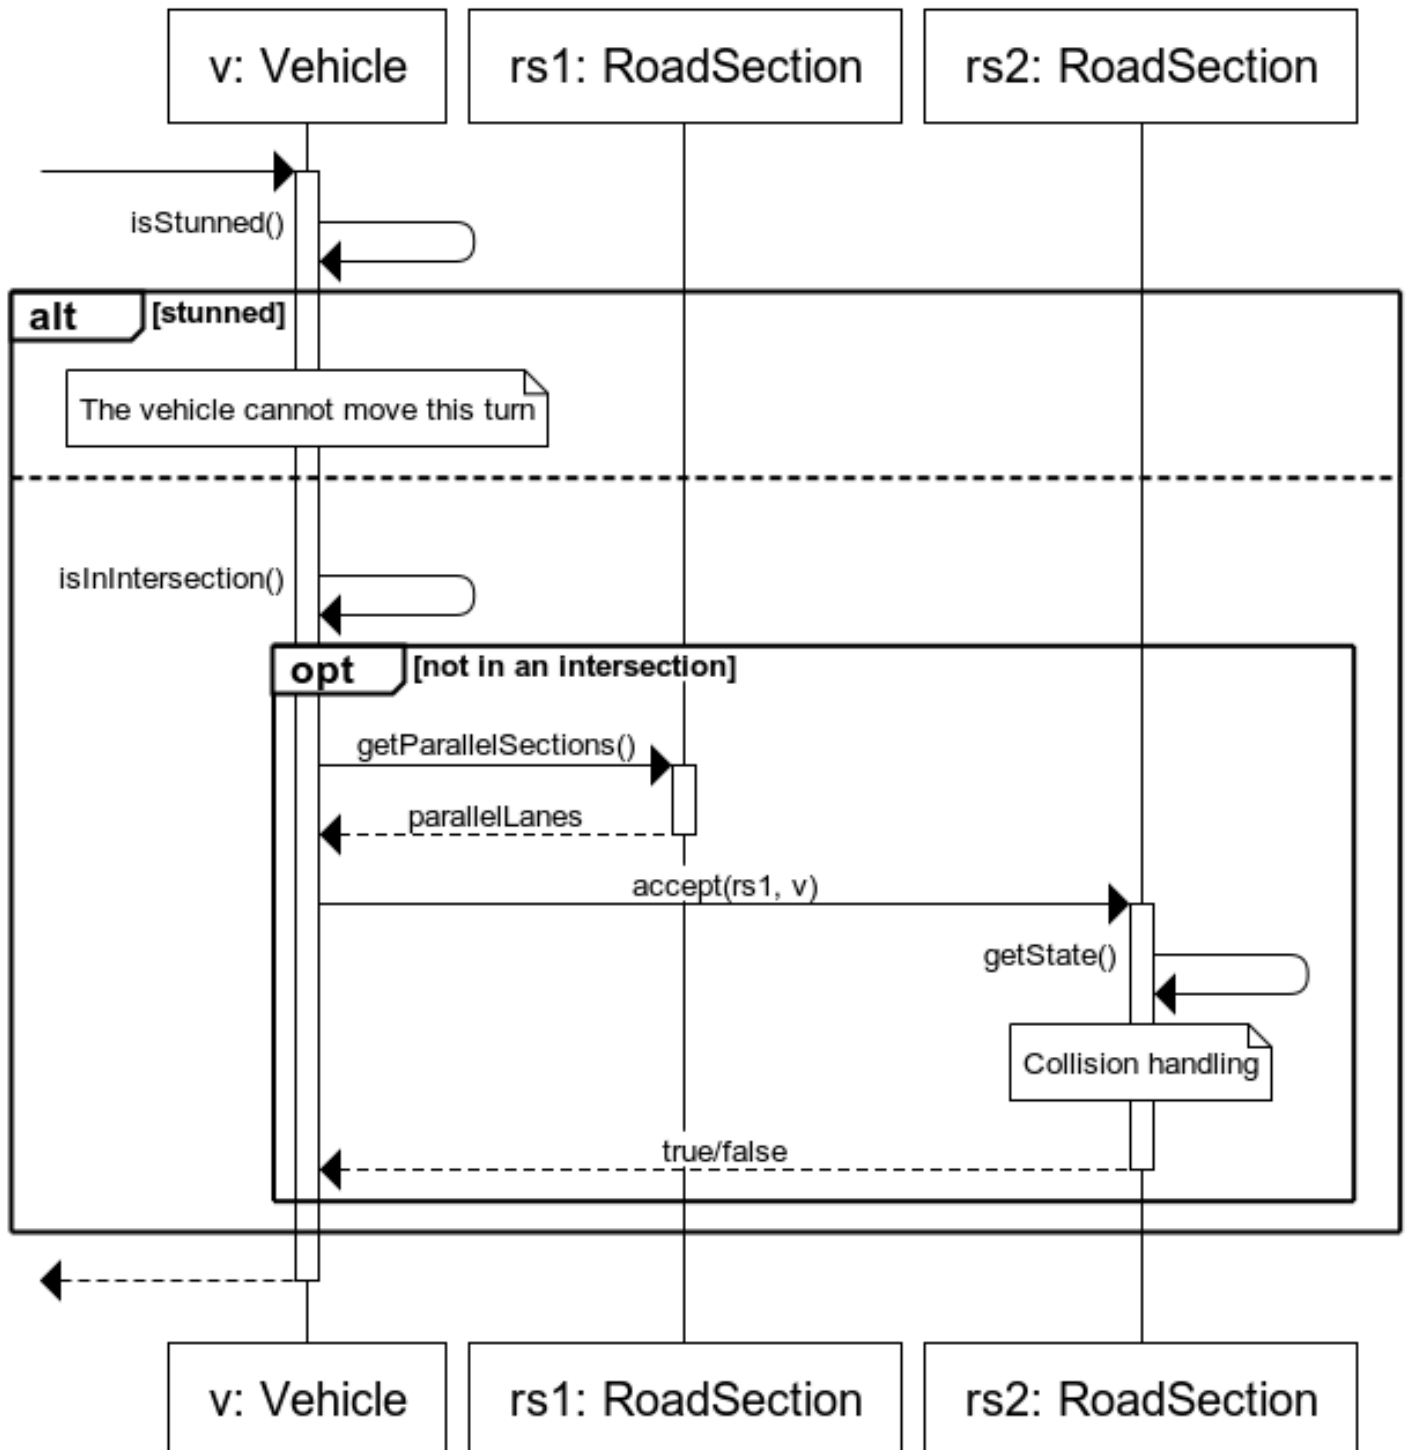 v: Vehicle
rs1: RoadSection
rs2: RoadSection
isStunned()
alt
[stunned]
The vehicle cannot move this turn
isInIntersection()
opt
[not in an intersection]
getParallelSections()
parallelLanes
accept(rs1, v)
getState()
Collision handling
true/false
v: Vehicle
rs1: RoadSection
rs2: RoadSection